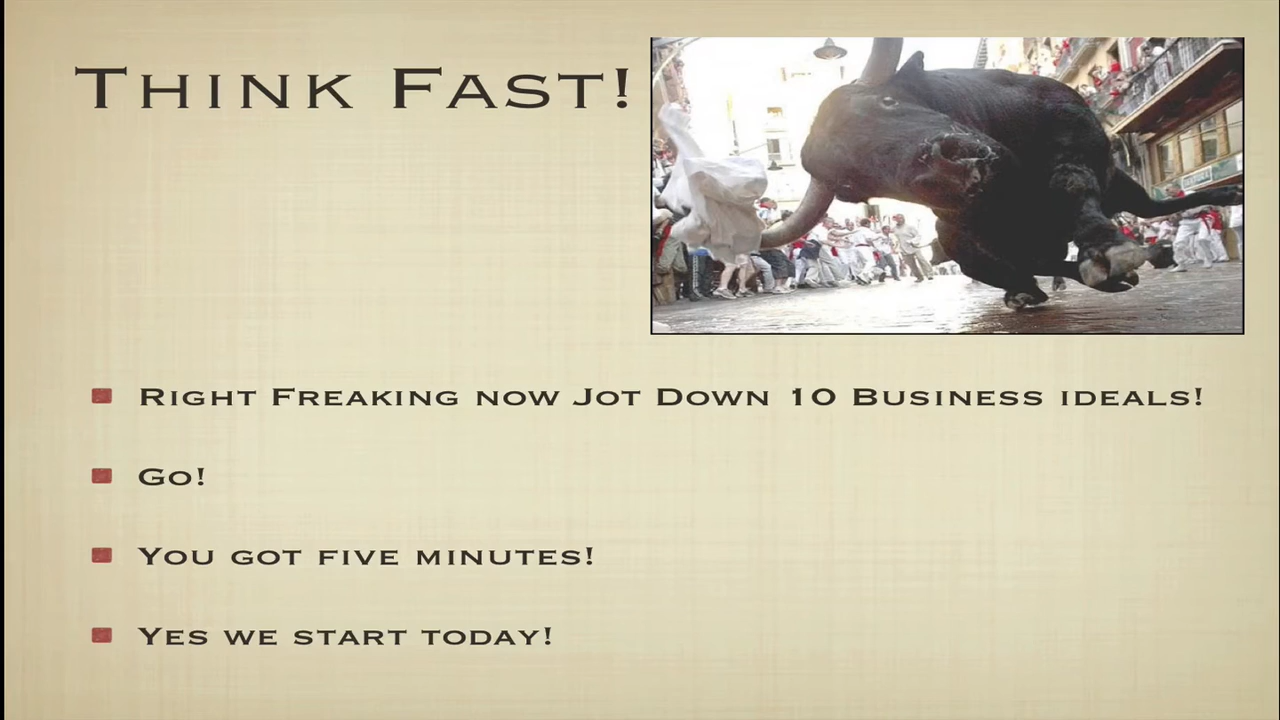 Think Fast!
Right Freaking now Jot Down 10 Business ideals!
Go!
You got five minutes!
Yes we start today!